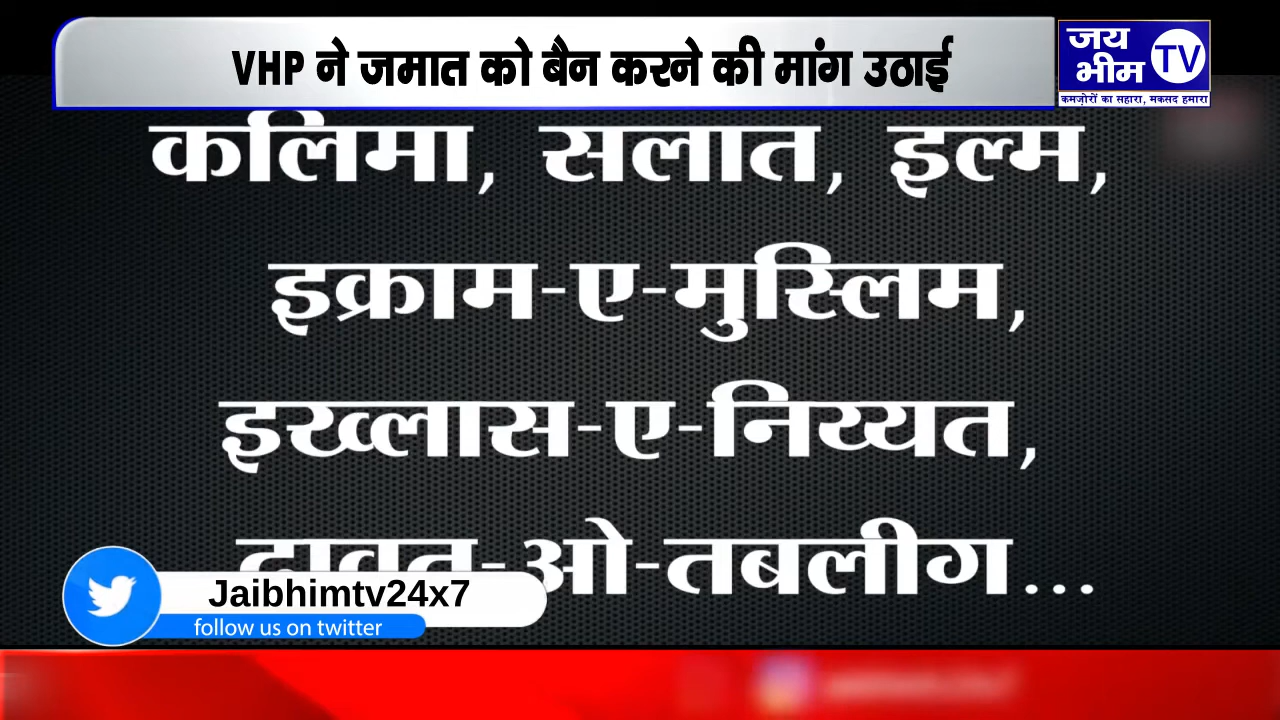 VHP ने जमात को बैन करने की मांग उठाई
जय
भीम
TV
कमज़ोरों का सहारा, मकसद हमारा
कलिमा, सलात, इल्म,
इक्राम-ए-मुस्लिम,
इख्लास-ए-निय्यत,
दावत-ओ-तबलीग...
Jaibhimtv24x7
follow us on twitter